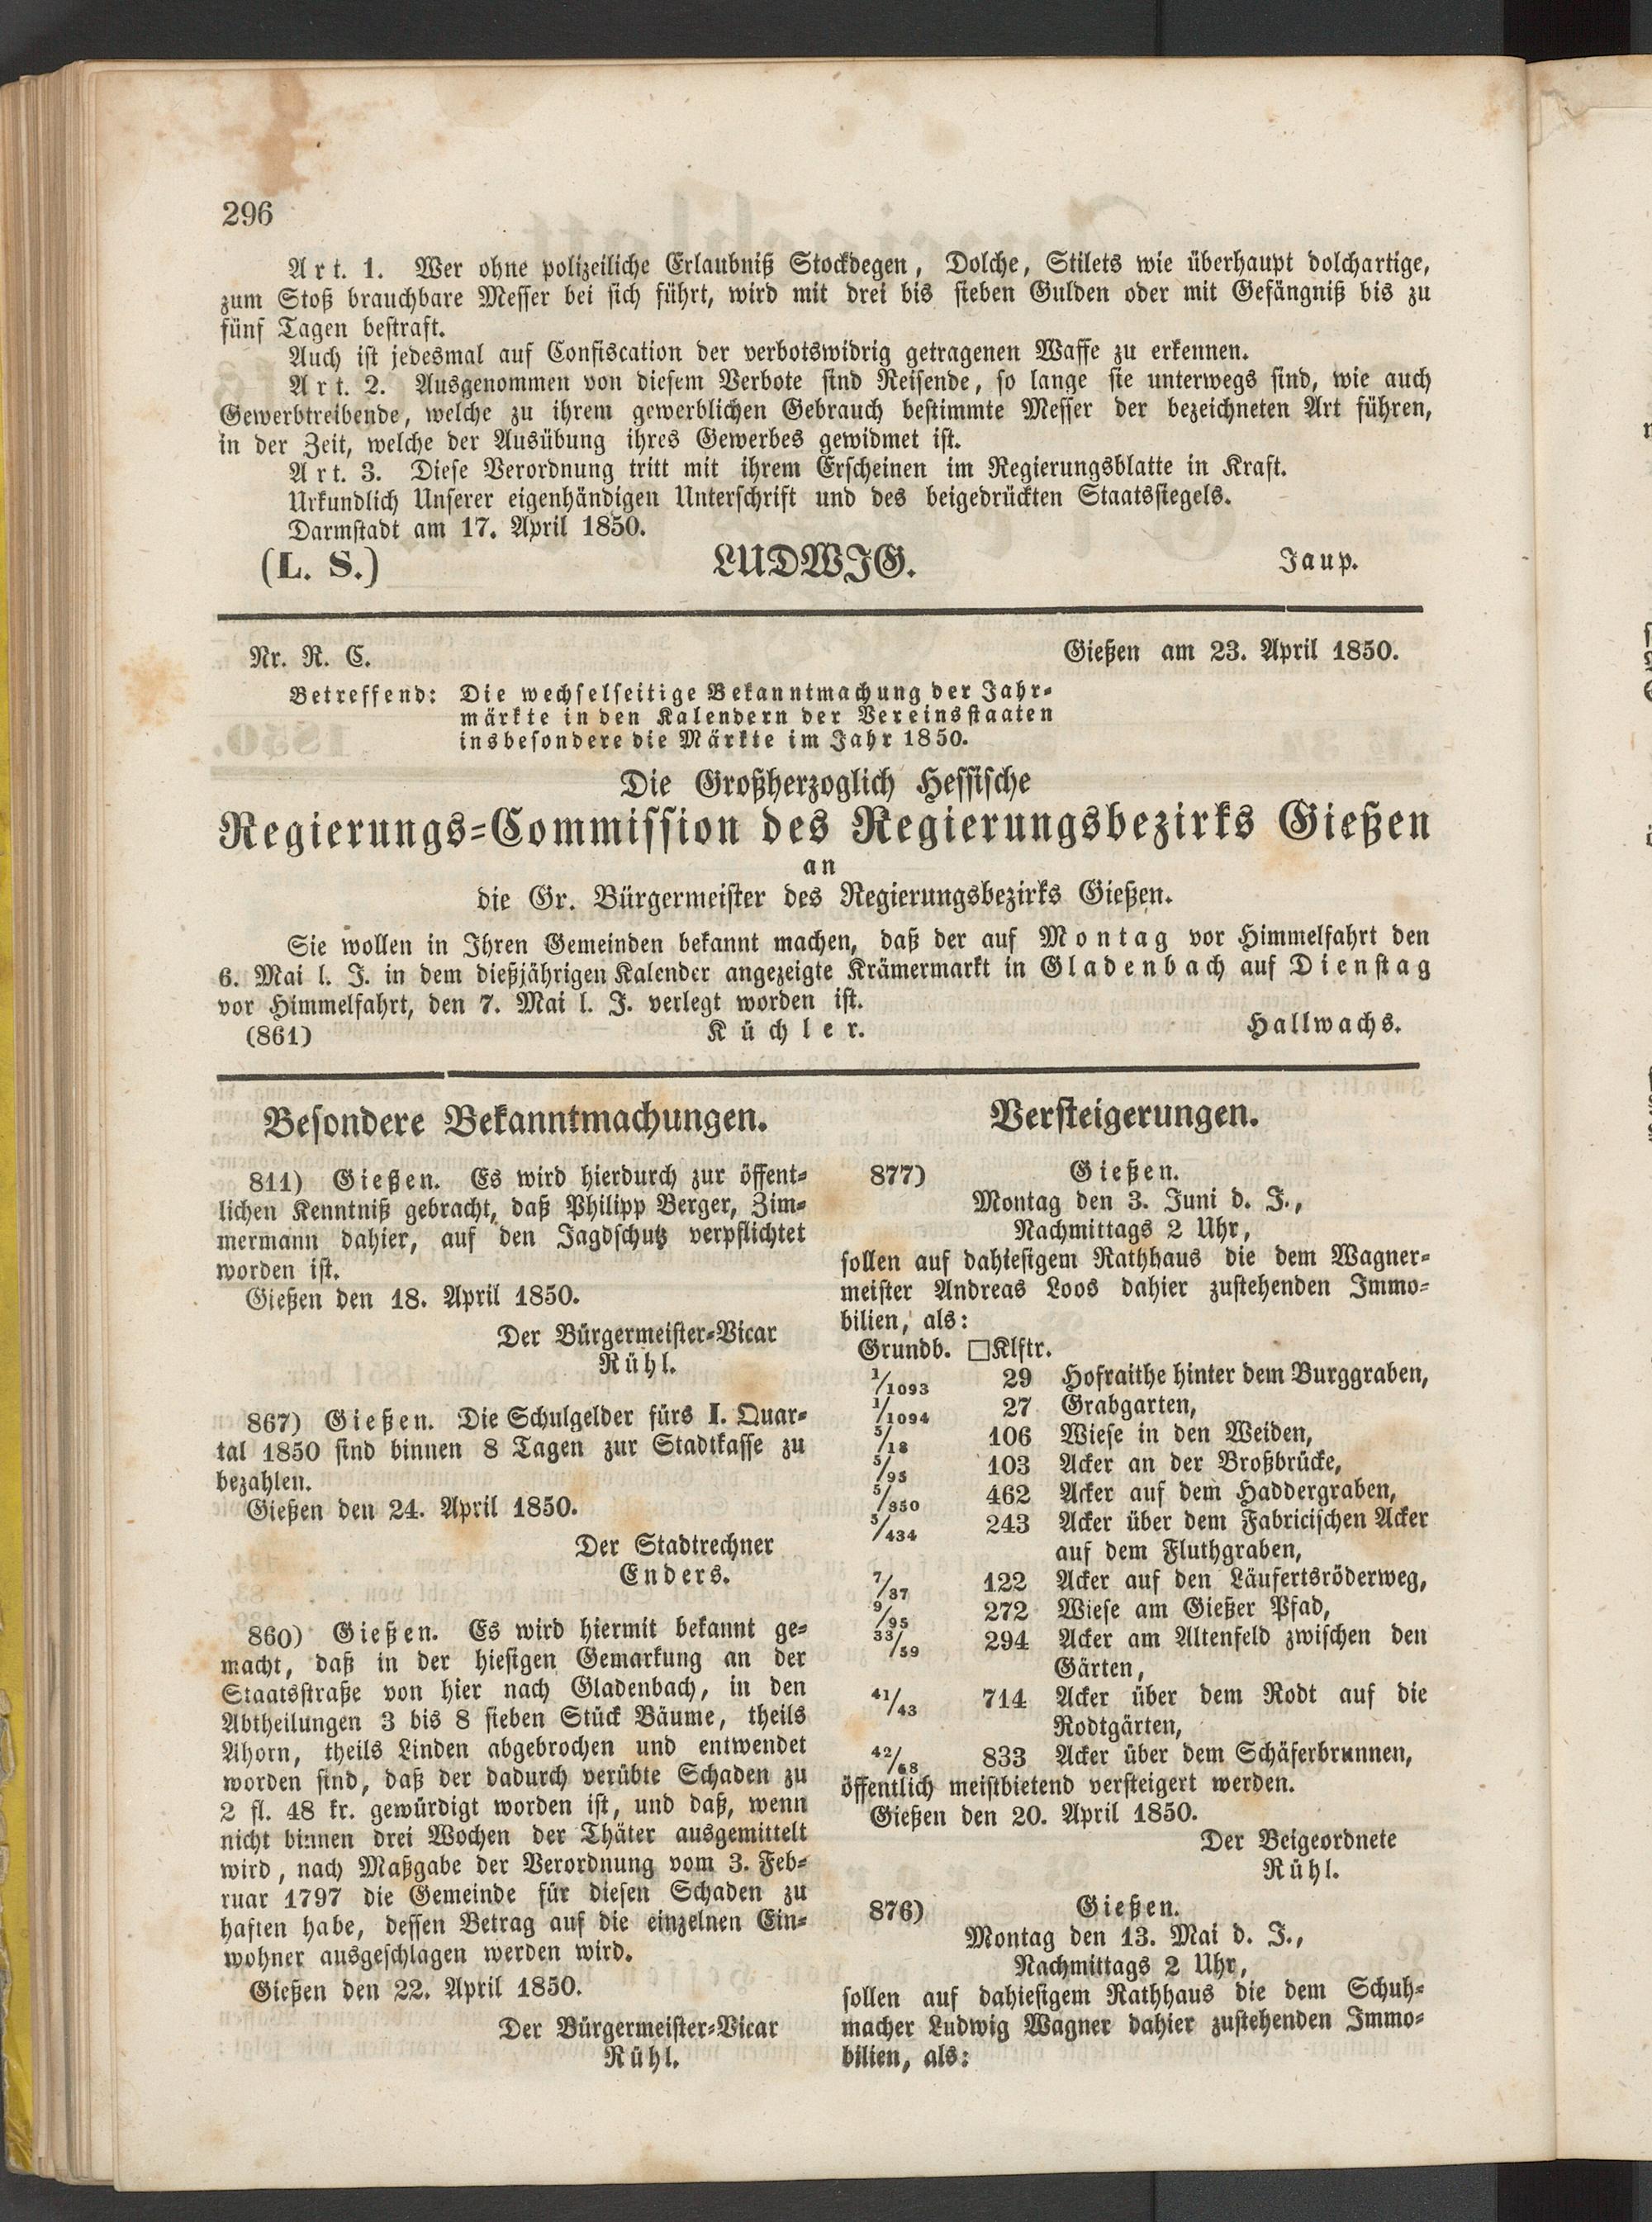 296
Art. 1. Wer ohne polizeiliche Erlaubniß Stockdegen, Dolche, Stilets wie überhaupt dolchartige,
zum Stoß brauchbare Messer bei sich führt, wird mit drei bis sieben Gulden oder mit Gefängniß bis zu
fünf Tagen bestraft.
Auch ist jedesmal auf Confiscation der verbotswidrig getragenen Waffe zu erkennen.
Art. 2. Ausgenommen von diesem Verbote sind Reisende, so lange sie unterwegs sind, wie auch
Gewerbtreibende, welche zu ihrem gewerblichen Gebrauch bestimmte Messer der bezeichneten Art führen,
in der Zeit, welche der Ausübung ihres Gewerbes gewidmet ist.
Art. 3. Diese Verordnung tritt mit ihrem Erscheinen im Regierungsblatte in Kraft.
Urkundlich Unserer eigenhändigen Unterschrift und des beigedrückten Staatssiegels.
Darmstadt am 17. April 1850.
(L. S.) LUDWIG. Jaup.
Nr. R. C. Gießen am 23. April 1850.
Betreffend: Die wechselseitige Bekanntmachung der Jahr-
märkte in den Kalendern der Vereinsstaaten
insbesondere die Märkte im Jahr 1850.
Die Großherzoglich Hessische
Regierungs-Commission des Regierungsbezirks Gießen
an
die Gr. Bürgermeister des Regierungsbezirks Gießen.
Sie wollen in Ihren Gemeinden bekannt machen, daß der auf Montag vor Himmelfahrt den
6. Mai l. J. in dem dießjährigen Kalender angezeigte Krämermarkt in Gladenbach auf Dienstag
vor Himmelfahrt, den 7. Mai l. J. verlegt worden ist.
(861) Küchler. Hallwachs.
Besondere Bekanntmachungen.
811) Gießen. Es wird hierdurch zur öffent-
lichen Kenntniß gebracht, daß Philipp Berger, Zim-
mermann dahier, auf den Jagdschutz verpflichtet
worden ist.
Gießen den 18. April 1850.
Der Bürgermeister-Vicar
Rühl.
867) Gießen. Die Schulgelder fürs I. Quar-
tal 1850 sind binnen 8 Tagen zur Stadtkasse zu
bezahlen.
Gießen den 24. April 1850.
Der Stadtrechner
Enders.
860) Gießen. Es wird hiermit bekannt ge-
macht, daß in der hiesigen Gemarkung an der
Staatsstraße von hier nach Gladenbach, in den
Abtheilungen 3 bis 8 sieben Stück Bäume, theils
Ahorn, theils Linden abgebrochen und entwendet
worden sind, daß der dadurch verübte Schaden zu
2 fl. 48 kr. gewürdigt worden ist, und daß, wenn
nicht binnen drei Wochen der Thäter ausgemittelt
wird, nach Maßgabe der Verordnung vom 3. Feb-
ruar 1797 die Gemeinde für diesen Schaden zu
haften habe, dessen Betrag auf die einzelnen Ein-
wohner ausgeschlagen werden wird.
Gießen den 22. April 1850.
Der Bürgermeister-Vicar
Rühl.
Versteigerungen.
877) Gießen.
Montag den 3. Juni d. J.,
Nachmittags 2 Uhr,
sollen auf dahiesigem Rathhaus die dem Wagner-
meister Andreas Loos dahier zustehenden Immo-
bilien, als:
Grundb. □Klftr.
1/1093 29 Hofraithe hinter dem Burggraben,
1/1094 27 Grabgarten,
5/18 106 Wiese in den Weiden,
5/95 103 Acker an der Broßbrücke,
5/350 462 Acker auf dem Haddergraben,
5/434 243 Acker über dem Fabricischen Acker
auf dem Fluthgraben,
7/37 122 Acker auf den Läufertsröderweg,
9/95 272 Wiese am Gießer Pfad,
33/59 294 Acker am Altenfeld zwischen den
Gärten,
41/43 714 Acker über dem Rodt auf die
Rodtgärten,
42/68 833 Acker über dem Schäferbrunnen,
öffentlich meistbietend versteigert werden.
Gießen den 20. April 1850.
Der Beigeordnete
Rühl.
876) Gießen.
Montag den 13. Mai d. J.,
Nachmittags 2 Uhr,
sollen auf dahiesigem Rathhaus die dem Schuh-
macher Ludwig Wagner dahier zustehenden Immo-
bilien, als: